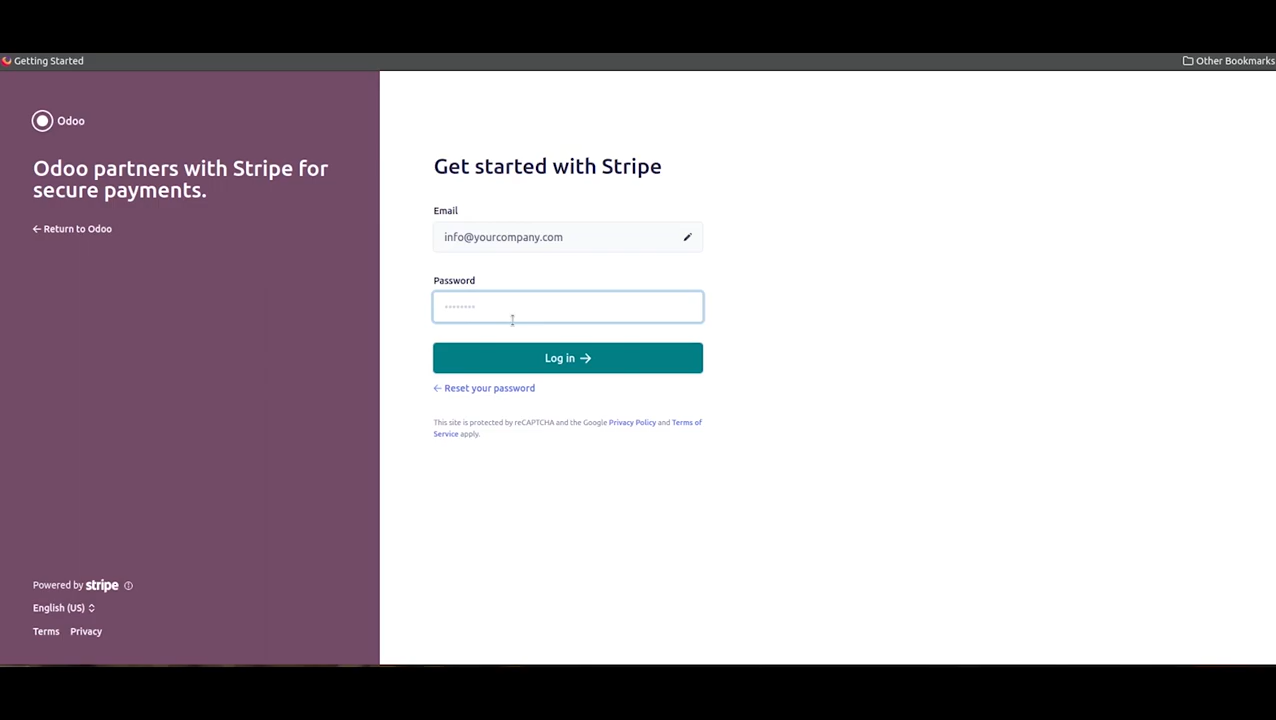 Getting Started
Other Bookmarks
Odoo
Odoo partners with Stripe for
secure payments.
← Return to Odoo
Get started with Stripe
Email
info@yourcompany.com
Password
••••••••
Log in →
← Reset your password
This site is protected by reCAPTCHA and the Google Privacy Policy and Terms of
Service apply.
Powered by stripe
English (US)
Terms Privacy